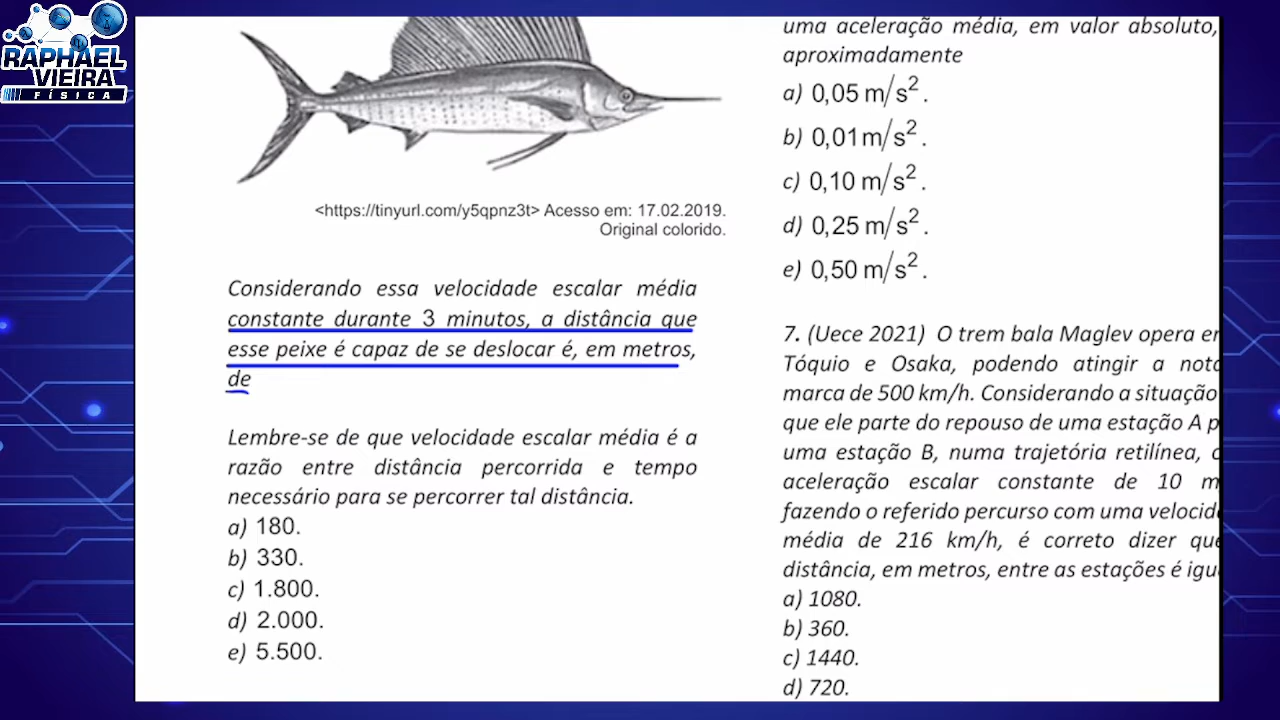 RAPHAEL
VIEIRA
FÍSICA
<https://tinyurl.com/y5qpnz3t> Acesso em: 17.02.2019.
Original colorido.
Considerando essa velocidade escalar média
constante durante 3 minutos, a distância que
esse peixe é capaz de se deslocar é, em metros,
de
Lembre-se de que velocidade escalar média é a
razão entre distância percorrida e tempo
necessário para se percorrer tal distância.
a) 180.
b) 330.
c) 1.800.
d) 2.000.
e) 5.500.
uma aceleração média, em valor absoluto,
aproximadamente
a) 0,05 m/s².
b) 0,01 m/s².
c) 0,10 m/s².
d) 0,25 m/s².
e) 0,50 m/s².
7. (Uece 2021) O trem bala Maglev opera
Tóquio e Osaka, podendo atingir a
marca de 500 km/h. Considerando a situação
que ele parte do repouso de uma estação A
uma estação B, numa trajetória retilínea,
aceleração escalar constante de 10
fazendo o referido percurso com uma
média de 216 km/h, é correto dizer
distância, em metros, entre as estações é
a) 1080.
b) 360.
c) 1440.
d) 720.